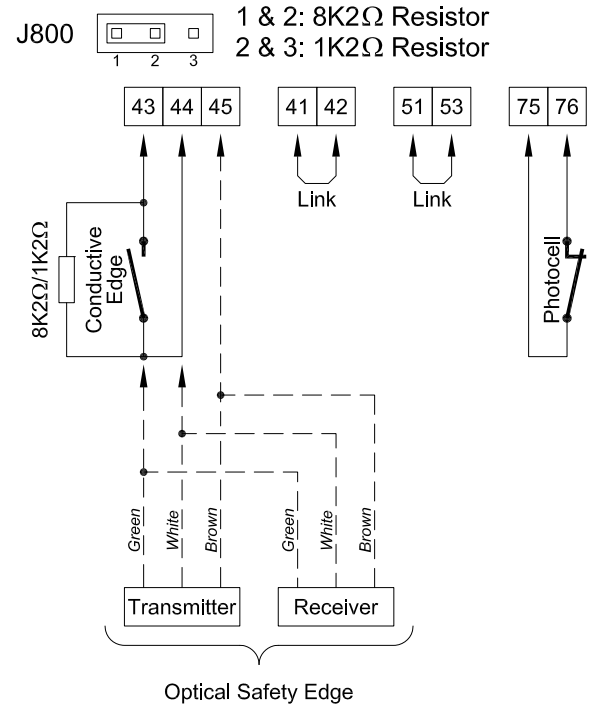 J800
1 2 3
1 & 2: 8K2Ω Resistor
2 & 3: 1K2Ω Resistor
43 44 45 41 42 51 53 75 76
Link
Link
8K2Ω/1K2Ω
Conductive
Edge
Photocell
Green
White
Brown
Green
White
Brown
Transmitter
Receiver
Optical Safety Edge